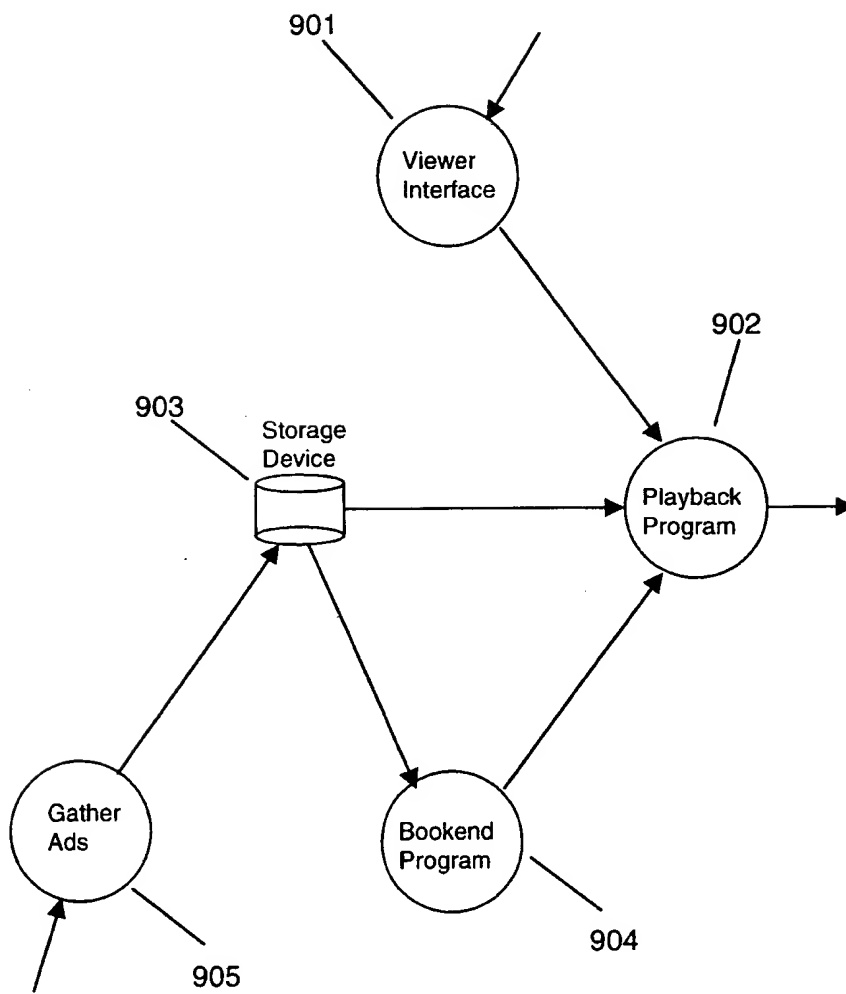 901
Viewer
Interface
902
903
Storage
Device
Playback
Program
Gather
Ads
Bookend
Program
904
905